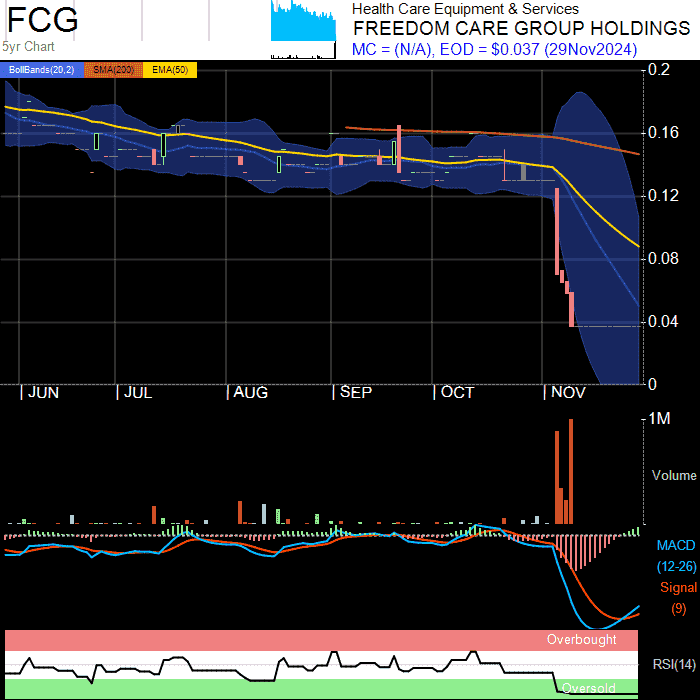 FCG
5yr Chart
Health Care Equipment & Services
FREEDOM CARE GROUP HOLDINGS
MC = (N/A), EOD = $0.037 (29Nov2024)
BollBands(20,2) SMA(200) EMA(50)
0.2
0.16
0.12
0.08
0.04
0
JUN JUL AUG SEP OCT NOV
1M
Volume
MACD
(12-26)
Signal
(9)
Overbought
RSI(14)
Oversold